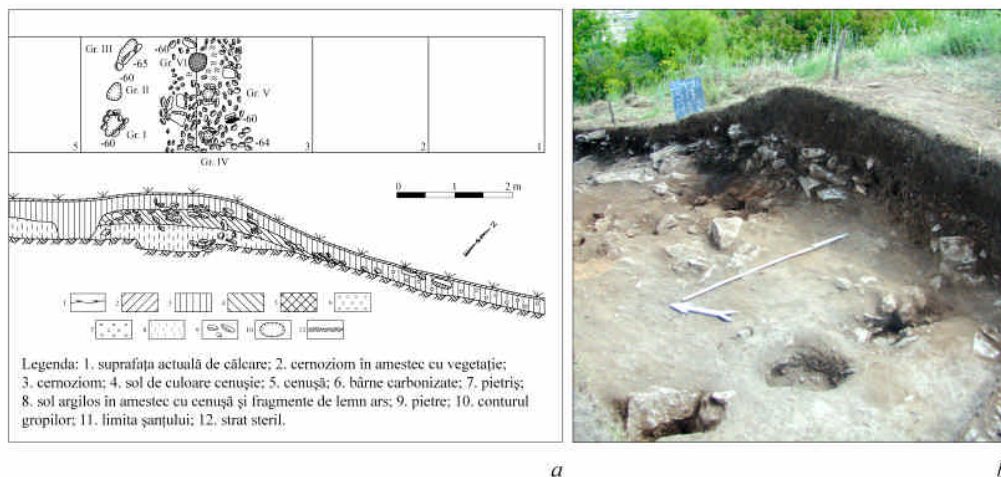 Gr. III
-60
Gr. VI
-65
-60
Gr. II
Gr. V
-60
Gr. I
-60
-64
5
3
2
1
Gr. IV
0 1 2 m
1 2 3 4 5 6
7 8 9 10 11
Legenda: 1. suprafața actuală de călcare; 2. cernoziom în amestec cu vegetație;
3. cernoziom; 4. sol de culoare cenușie; 5. cenușă; 6. bârne carbonizate; 7. pietriș;
8. sol argilos în amestec cu cenușă și fragmente de lemn ars; 9. pietre; 10. conturul
gropilor; 11. limita șanțului; 12. strat steril.
a